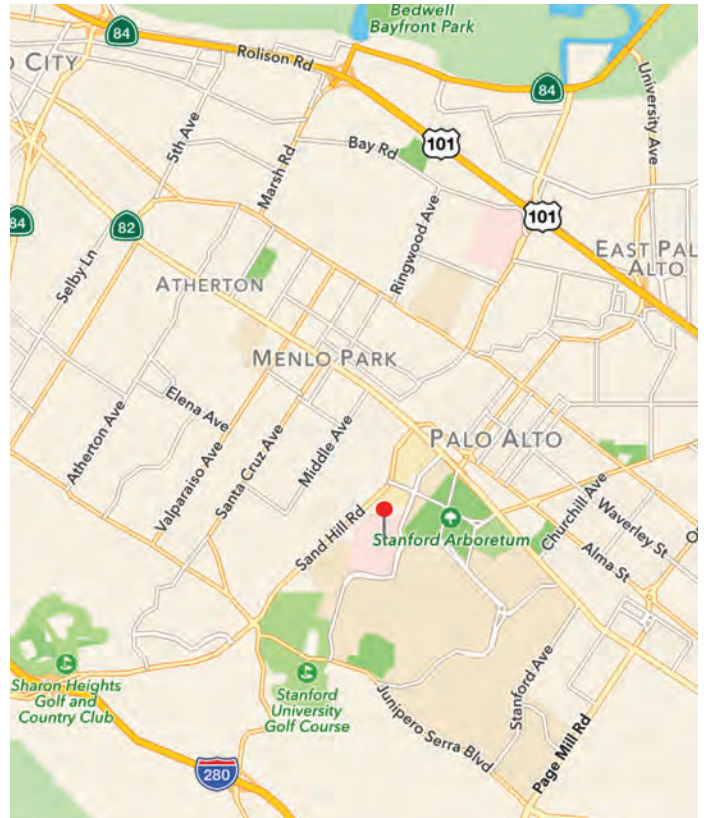 84
Bedwell
Bayfront Park
Rolison Rd
O CITY
84
University Ave
5th Ave
Marsh Rd
Bay Rd
101
101
84
82
Selby Ln
Ringwood Ave
EAST PAL
ALTO
ATHERTON
MENLO PARK
Elena Ave
Atherton Ave
Valparaiso Ave
Santa Cruz Ave
Middle Ave
PALO ALTO
Sand Hill Rd
Stanford Arboretum
Churchill Ave
Waverley St
Alma St
Sharon Heights
Golf and
Country Club
Stanford
University
Golf Course
Junipero Serra Blvd
Stanford Ave
Page Mill Rd
280